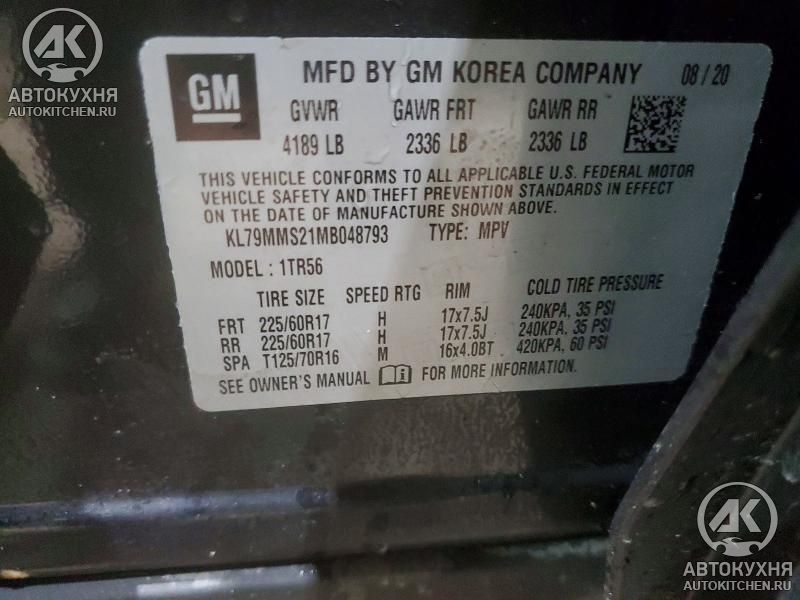 AK
АВТОКУХНЯ
AUTOKITCHEN.RU
GM
MFD BY GM KOREA COMPANY 08/20
GVWR GAWR FRT GAWR RR
4189 LB 2336 LB 2336 LB
THIS VEHICLE CONFORMS TO ALL APPLICABLE U.S. FEDERAL MOTOR
VEHICLE SAFETY AND THEFT PREVENTION STANDARDS IN EFFECT
ON THE DATE OF MANUFACTURE SHOWN ABOVE.
KL79MMS21MB048793 TYPE: MPV
MODEL : 1TR56
TIRE SIZE SPEED RTG RIM COLD TIRE PRESSURE
FRT 225/60R17 H 17x7.5J 240KPA, 35 PSI
RR 225/60R17 H 17x7.5J 240KPA, 35 PSI
SPA T125/70R16 M 16x4.0BT 420KPA, 60 PSI
SEE OWNER'S MANUAL FOR MORE INFORMATION.
AK
АВТОКУХНЯ
AUTOKITCHEN.RU